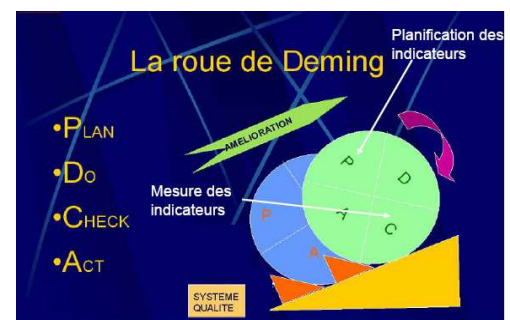 Planification des
indicateurs
La roue de Deming
AMELIORATION
•PLAN
•DO
•CHECK
•ACT
Mesure des
indicateurs
P
D
A
C
P
A
SYSTEME
QUALITE